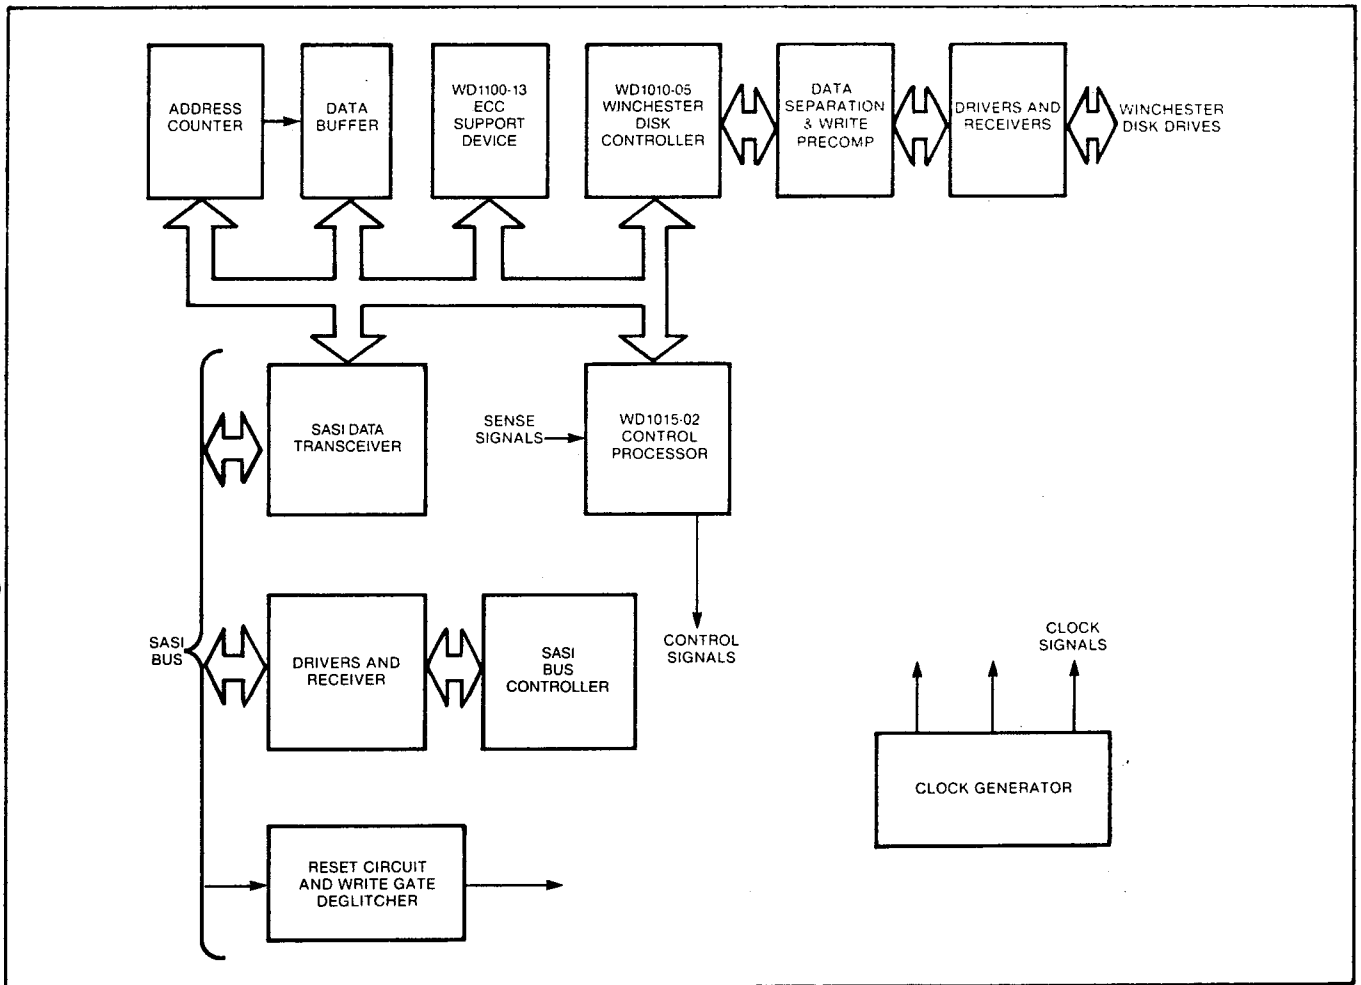 ADDRESS
COUNTER
DATA
BUFFER
WD1100-13
ECC
SUPPORT
DEVICE
WD1010-05
WINCHESTER
DISK
CONTROLLER
DATA
SEPARATION
& WRITE
PRECOMP
DRIVERS AND
RECEIVERS
WINCHESTER
DISK DRIVES
SASI DATA
TRANSCEIVER
SENSE
SIGNALS
WD1015-02
CONTROL
PROCESSOR
SASI
BUS
DRIVERS AND
RECEIVER
SASI
BUS
CONTROLLER
CONTROL
SIGNALS
CLOCK
SIGNALS
CLOCK GENERATOR
RESET CIRCUIT
AND WRITE GATE
DEGLITCHER